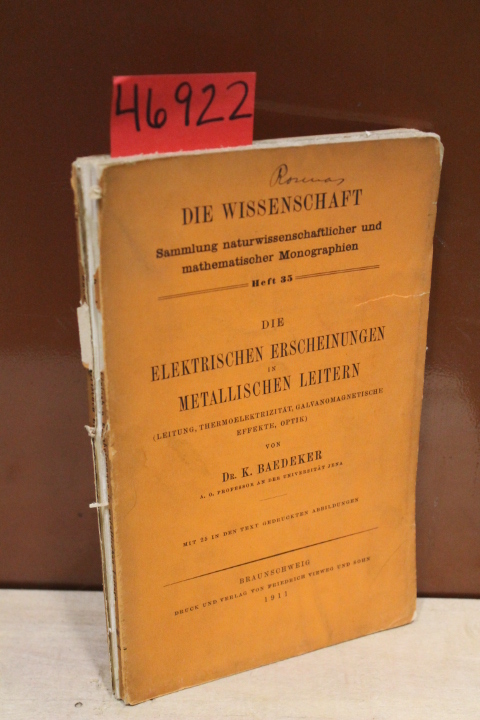 46922
DIE WISSENSCHAFT
Sammlung naturwissenschaftlicher und
mathematischer Monographien
Heft 35
DIE
ELEKTRISCHEN ERSCHEINUNGEN
IN
METALLISCHEN LEITERN
(LEITUNG, THERMOELEKTRIZITÄT, GALVANOMAGNETISCHE
EFFEKTE, OPTIK)
VON
DR. K. BAEDEKER
A. O. PROFESSOR AN DER UNIVERSITÄT JENA
MIT 25 IN DEN TEXT GEDRUCKTEN ABBILDUNGEN
BRAUNSCHWEIG
DRUCK UND VERLAG VON FRIEDRICH VIEWEG UND SOHN
1911